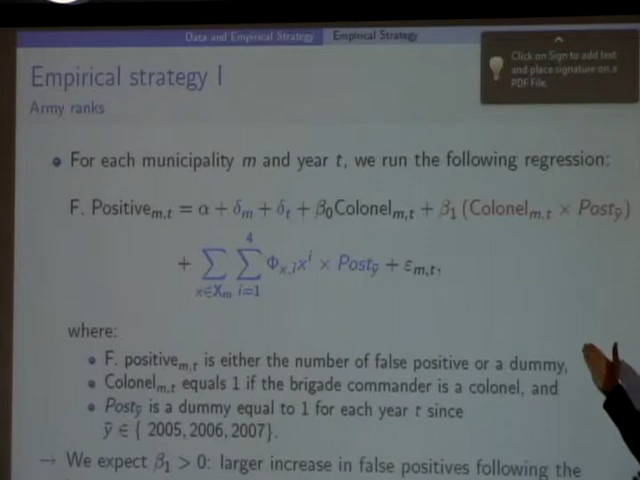 Data and Empirical Strategy Empirical Strategy
Click on Sign to add text
and place signature on a
PDF File.
Empirical strategy I
Army ranks
For each municipality m and year t, we run the following regression:
F. Positive_{m,t} = α + δ_m + δ_t + β_0Colonel_{m,t} + β_1 (Colonel_{m,t} × Post_ȳ)
+ ∑_{x∈X_m} ∑_{i=1}^{4} Φ_{x,i}x^i × Post_ȳ + ε_{m,t},
where:
F. positive_{m,t} is either the number of false positive or a dummy,
Colonel_{m,t} equals 1 if the brigade commander is a colonel, and
Post_ȳ is a dummy equal to 1 for each year t since
ȳ ∈ { 2005, 2006, 2007}.
→ We expect β_1 > 0: larger increase in false positives following the